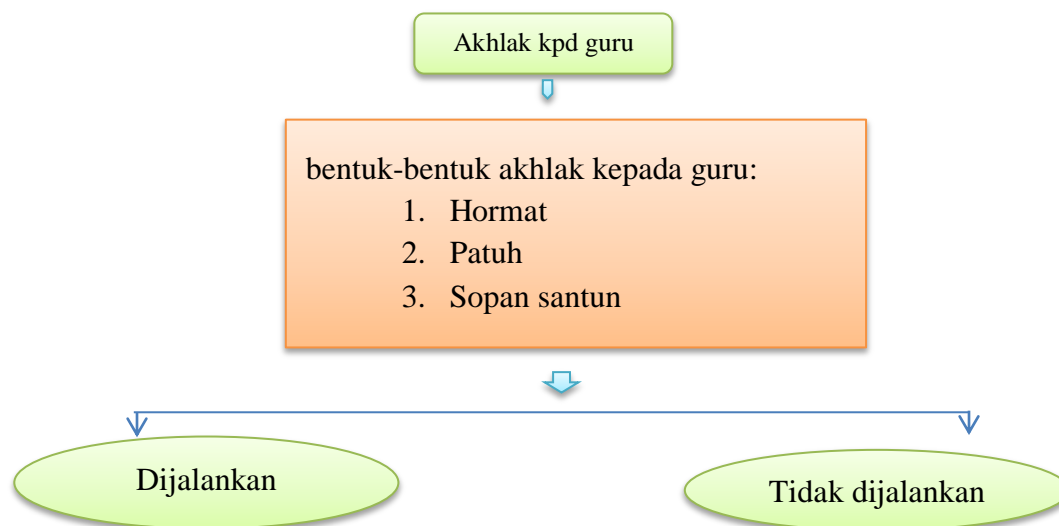 Akhlak kpd guru
bentuk-bentuk akhlak kepada guru:
1. Hormat
2. Patuh
3. Sopan santun
Dijalankan
Tidak dijalankan